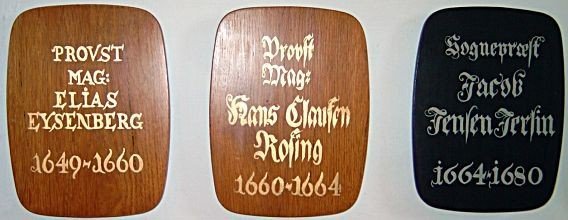 PROVST
MAG:
ELIAS
EYSENBERG
1649-1660
Provst
Mag:
Hans Clausen
Rosing
1660-1664
Sognepræst
Jacob
Jensen Jersin
1664-1680